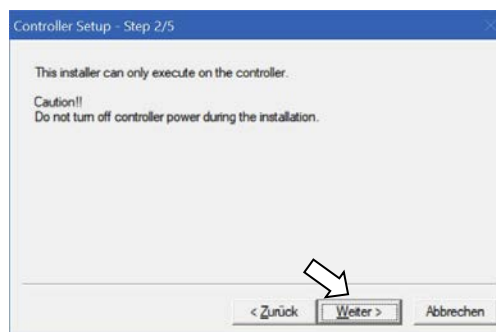 Controller Setup - Step 2/5
This installer can only execute on the controller.
Caution!!
Do not turn off controller power during the installation.
< Zurück
Weiter >
Abbrechen